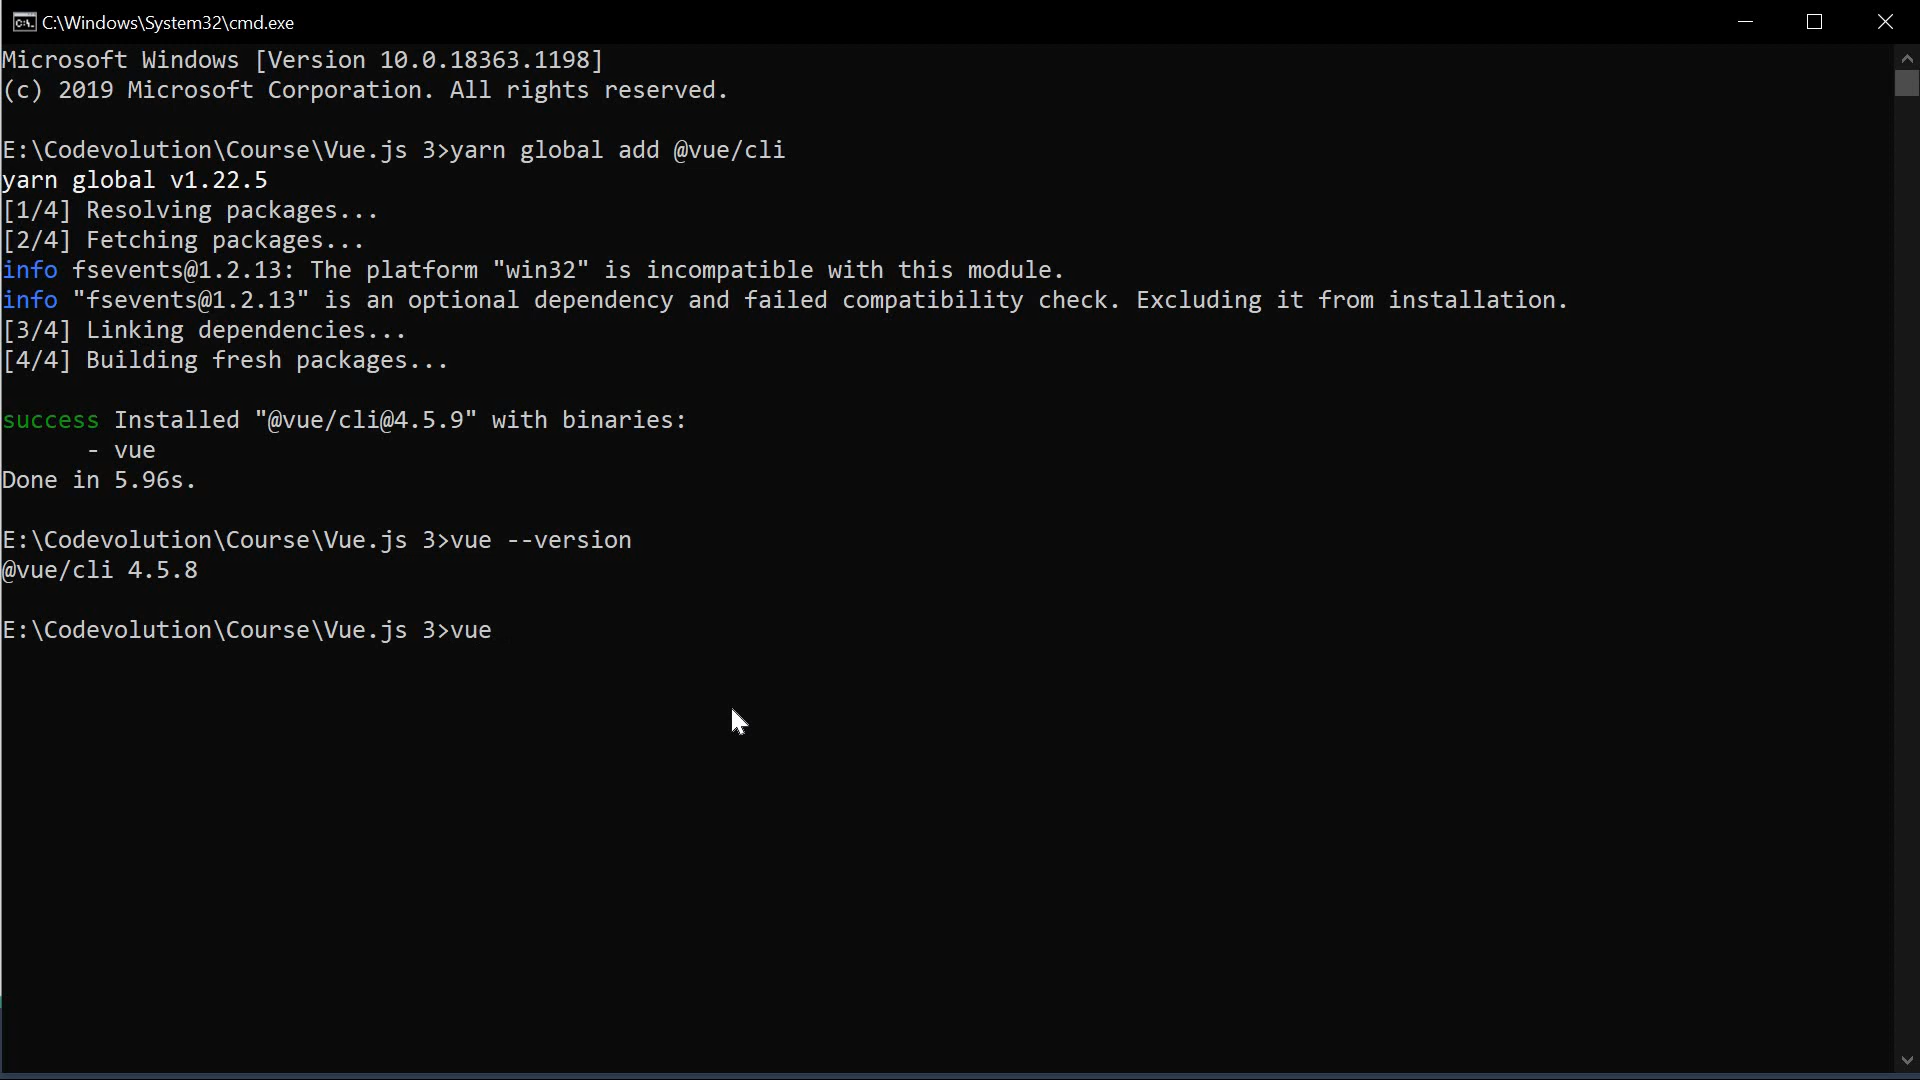 C:\Windows\System32\cmd.exe
Microsoft Windows [Version 10.0.18363.1198]
(c) 2019 Microsoft Corporation. All rights reserved.
E:\Codevolution\Course\Vue.js 3>yarn global add @vue/cli
yarn global v1.22.5
[1/4] Resolving packages...
[2/4] Fetching packages...
info fsevents@1.2.13: The platform "win32" is incompatible with this module.
info "fsevents@1.2.13" is an optional dependency and failed compatibility check. Excluding it from installation.
[3/4] Linking dependencies...
[4/4] Building fresh packages...
success Installed "@vue/cli@4.5.9" with binaries:
- vue
Done in 5.96s.
E:\Codevolution\Course\Vue.js 3>vue --version
@vue/cli 4.5.8
E:\Codevolution\Course\Vue.js 3>vue